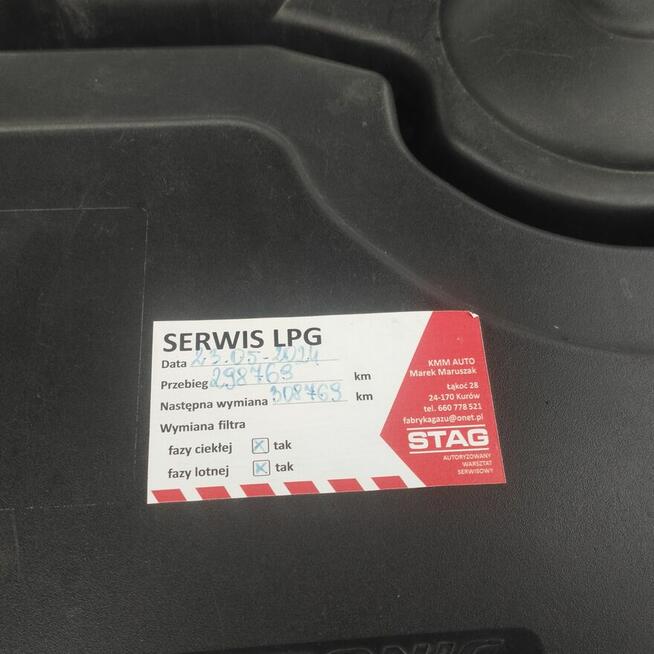 SERWIS LPG
Data 23.05.2024
Przebieg 298769 km
Następna wymiana 308769 km
Wymiana filtra
fazy ciekłej tak
fazy lotnej tak
KMM AUTO
Marek Maruszak
Łąkoć 28
24-170 Kurów
tel. 660 778 521
fabrykagazu@onet.pl
STAG
AUTORYZOWANY
WARSZTAT
SERWISOWY